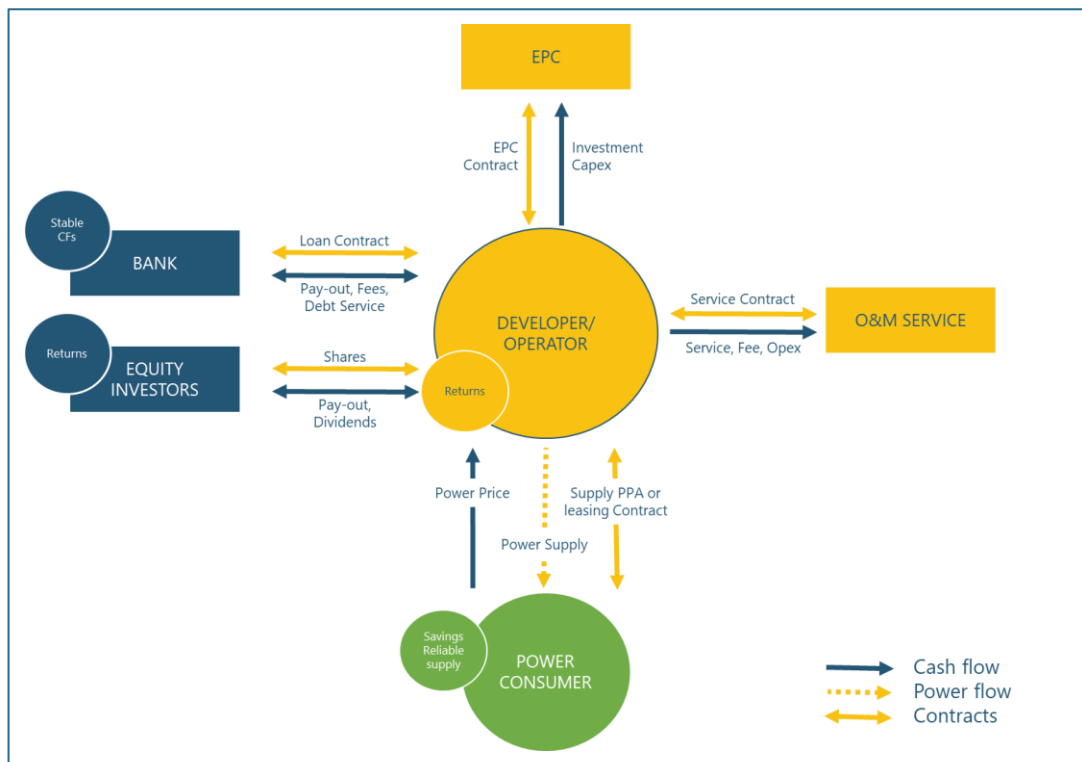 EPC
EPC
Contract
Investment
Capex
Stable
CFs
BANK
Loan Contract
Pay-out, Fees,
Debt Service
Returns
EQUITY
INVESTORS
Shares
Pay-out,
Dividends
DEVELOPER/
OPERATOR
Returns
Service Contract
Service, Fee, Opex
O&M SERVICE
Power Price
Power Supply
Supply PPA or
leasing Contract
Savings
Reliable
supply
POWER
CONSUMER
Cash flow
Power flow
Contracts